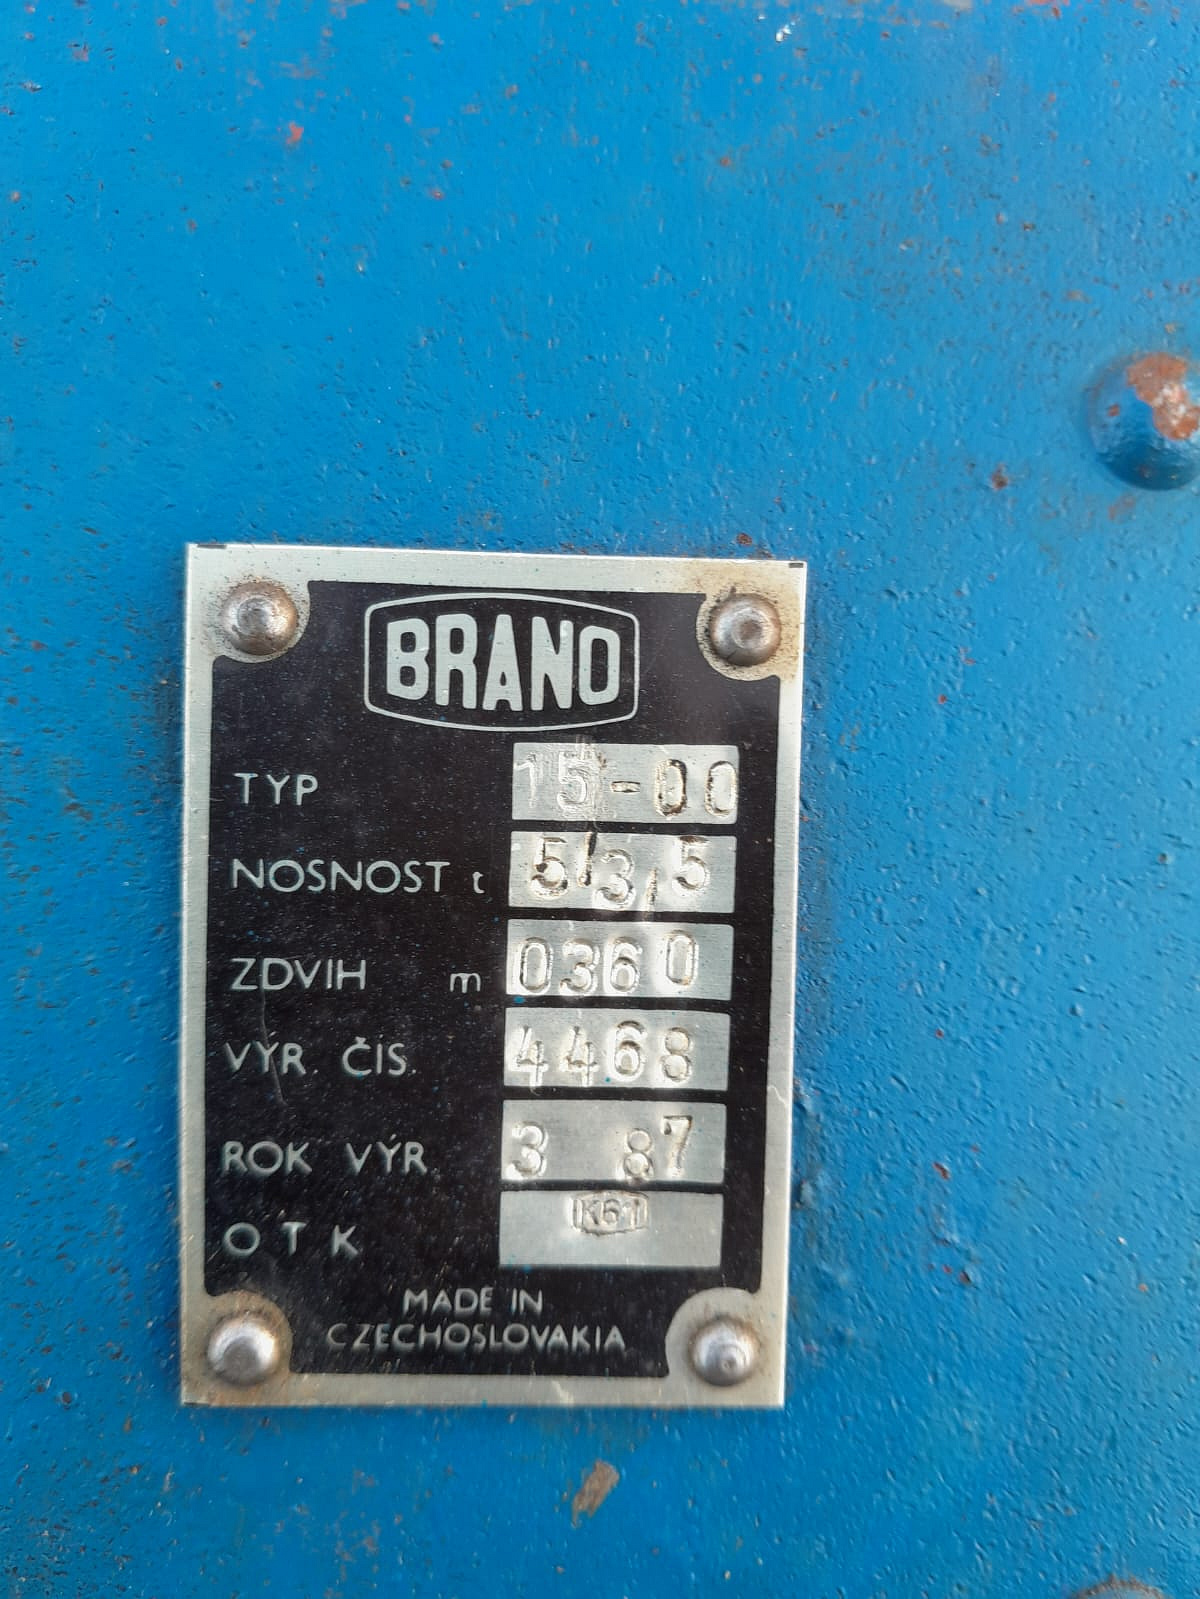 BRANO
TYP 15-00
NOSNOST t 5/3,5
ZDVIH m 0360
VÝR. ČÍS. 4468
ROK VÝR. 3 87
O T K K61
MADE IN
CZECHOSLOVAKIA